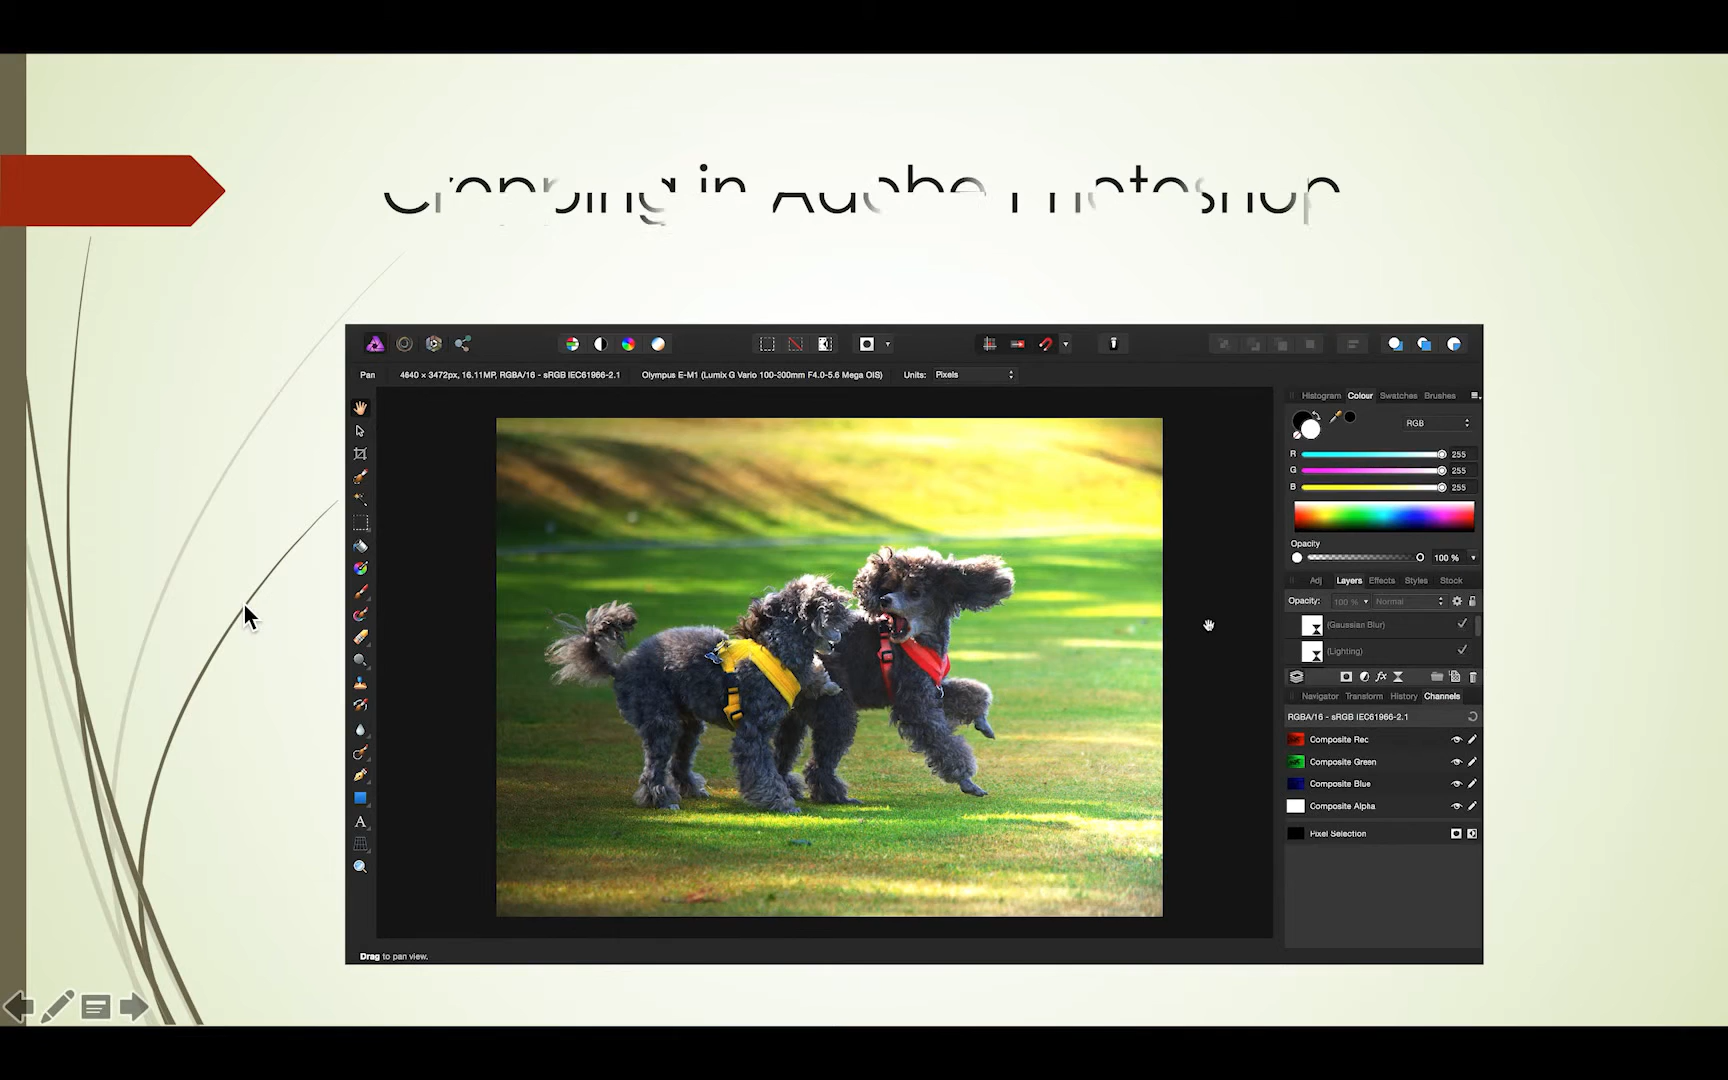 Cropping in Adobe Photoshop
Pan 4640 × 3472px, 16.11MP, RGBA/16 - sRGB IEC61966-2.1 Olympus E-M1 (Lumix G Vario 100-300mm F4.0-5.6 Mega OIS) Units: Pixels
Histogram Colour Swatches Brushes
RGB
R 255
G 255
B 255
Opacity
100 %
Adj Layers Effects Styles Stock
Opacity: 100 % Normal
(Gaussian Blur)
(Lighting)
Navigator Transform History Channels
RGBA/16 - sRGB IEC61966-2.1
Composite Rec
Composite Green
Composite Blue
Composite Alpha
Pixel Selection
A
Drag to pan view.